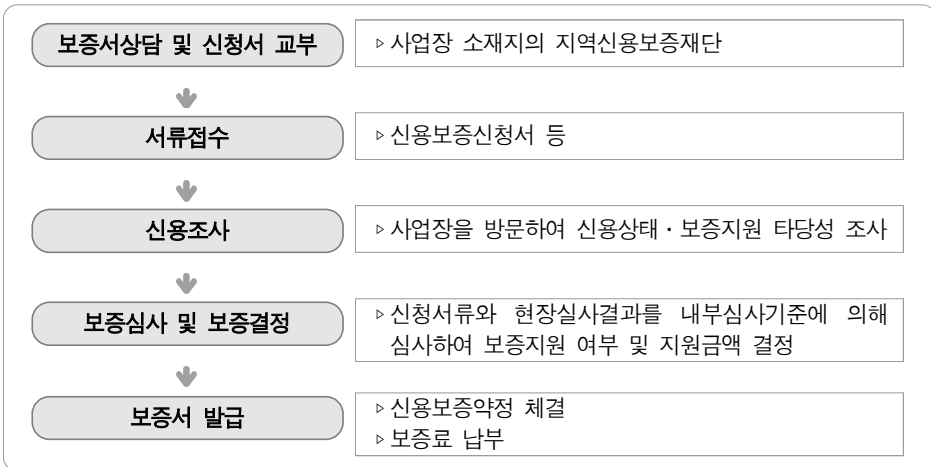 보증서상담 및 신청서 교부
▹사업장 소재지의 지역신용보증재단
서류접수
▹신용보증신청서 등
신용조사
▹사업장을 방문하여 신용상태·보증지원 타당성 조사
보증심사 및 보증결정
▹신청서류와 현장실사결과를 내부심사기준에 의해
심사하여 보증지원 여부 및 지원금액 결정
보증서 발급
▹신용보증약정 체결
▹보증료 납부